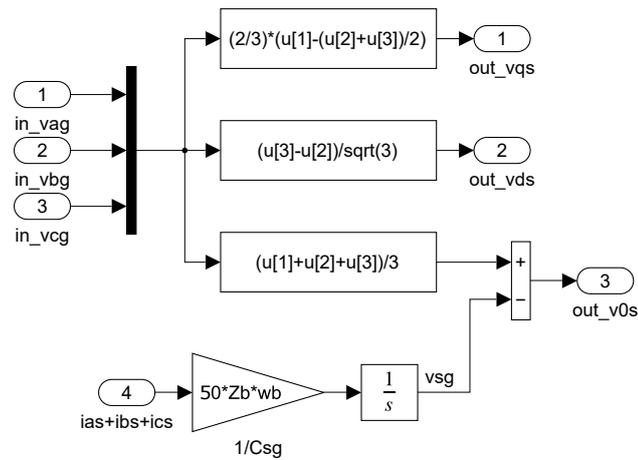 (2/3)*(u[1]-(u[2]+u[3])/2)
1
out_vqs
1
in_vag
2
in_vbg
3
in_vcg
(u[3]-u[2])/sqrt(3)
2
out_vds
(u[1]+u[2]+u[3])/3
+
−
3
out_v0s
4
ias+ibs+ics
50*Zb*wb
1/Csg
1
s
vsg